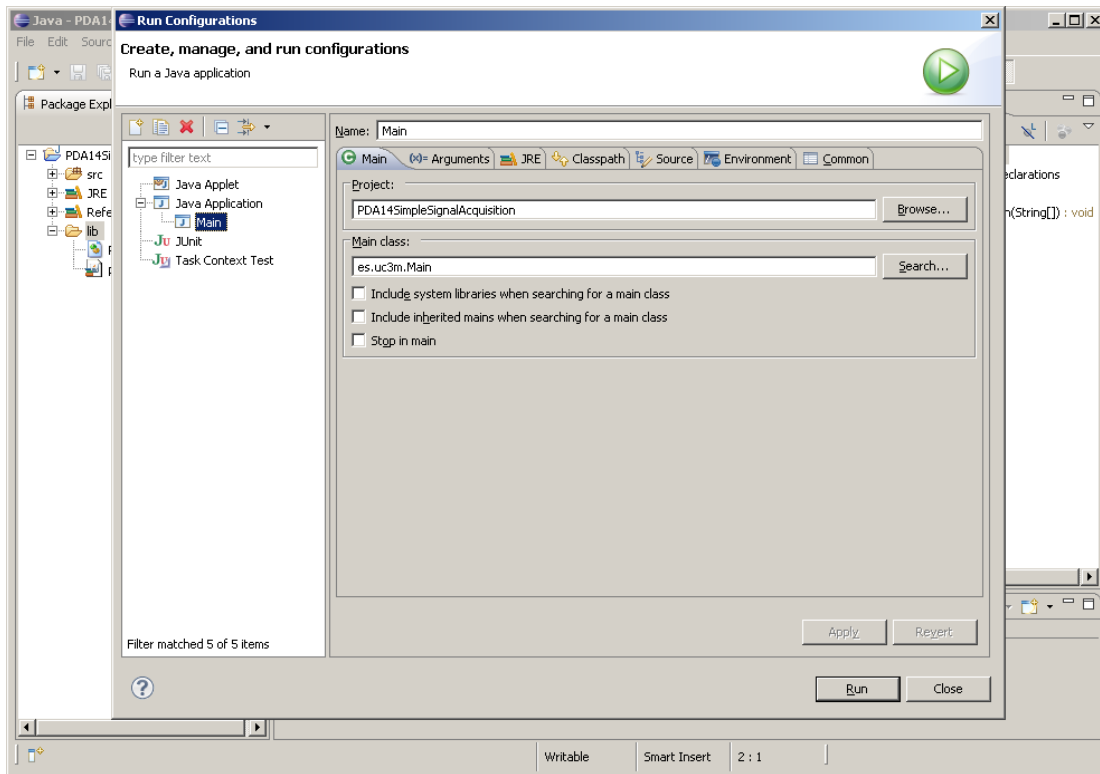 Java - PDA14
Run Configurations
File Edit Sourc
Create, manage, and run configurations
Run a Java application
Package Expl
Name: Main
type filter text
Main (x)= Arguments JRE Classpath Source Environment Common
PDA14Si
src
JRE
Refe
lib
Java Applet
Java Application
Main
JUnit
Task Context Test
Project:
PDA14SimpleSignalAcquisition
Browse...
Main class:
es.uc3m.Main
Search...
Include system libraries when searching for a main class
Include inherited mains when searching for a main class
Stop in main
eclarations
n(String[]) : void
Filter matched 5 of 5 items
Apply Revert
Run Close
Writable Smart Insert 2 : 1